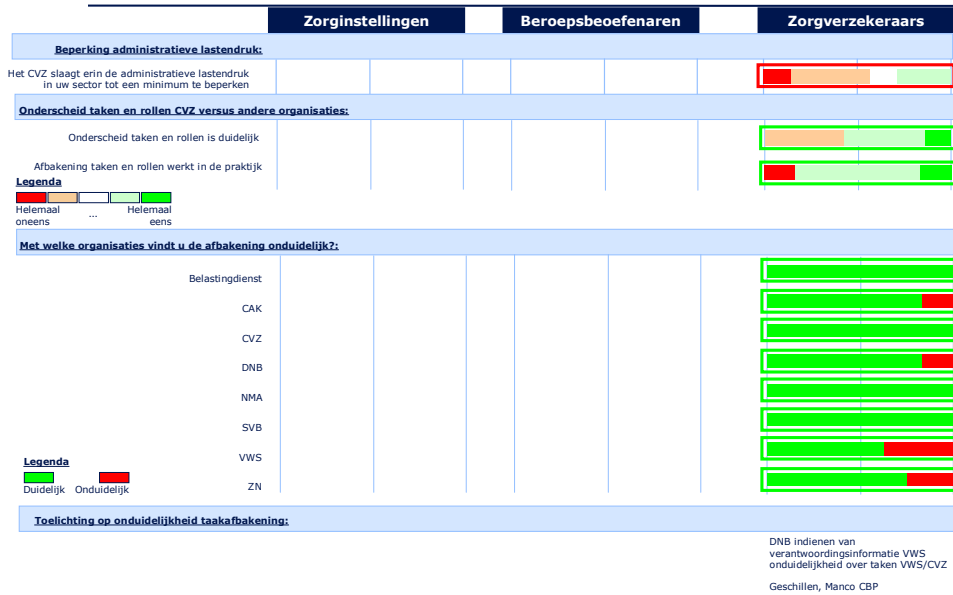 Zorginstellingen Beroepsbeoefenaren Zorgverzekeraars
Beperking administratieve lastendruk:
Het CVZ slaagt erin de administratieve lastendruk
in uw sector tot een minimum te beperken
Onderscheid taken en rollen CVZ versus andere organisaties:
Onderscheid taken en rollen is duidelijk
Afbakening taken en rollen werkt in de praktijk
Legenda
Helemaal oneens ... Helemaal eens
Met welke organisaties vindt u de afbakening onduidelijk?:
Belastingdienst
CAK
CVZ
DNB
NMA
SVB
VWS
ZN
Legenda
Duidelijk Onduidelijk
Toelichting op onduidelijkheid taakafbakening:
DNB indienen van
verantwoordingsinformatie VWS
onduidelijkheid over taken VWS/CVZ
Geschillen, Manco CBP